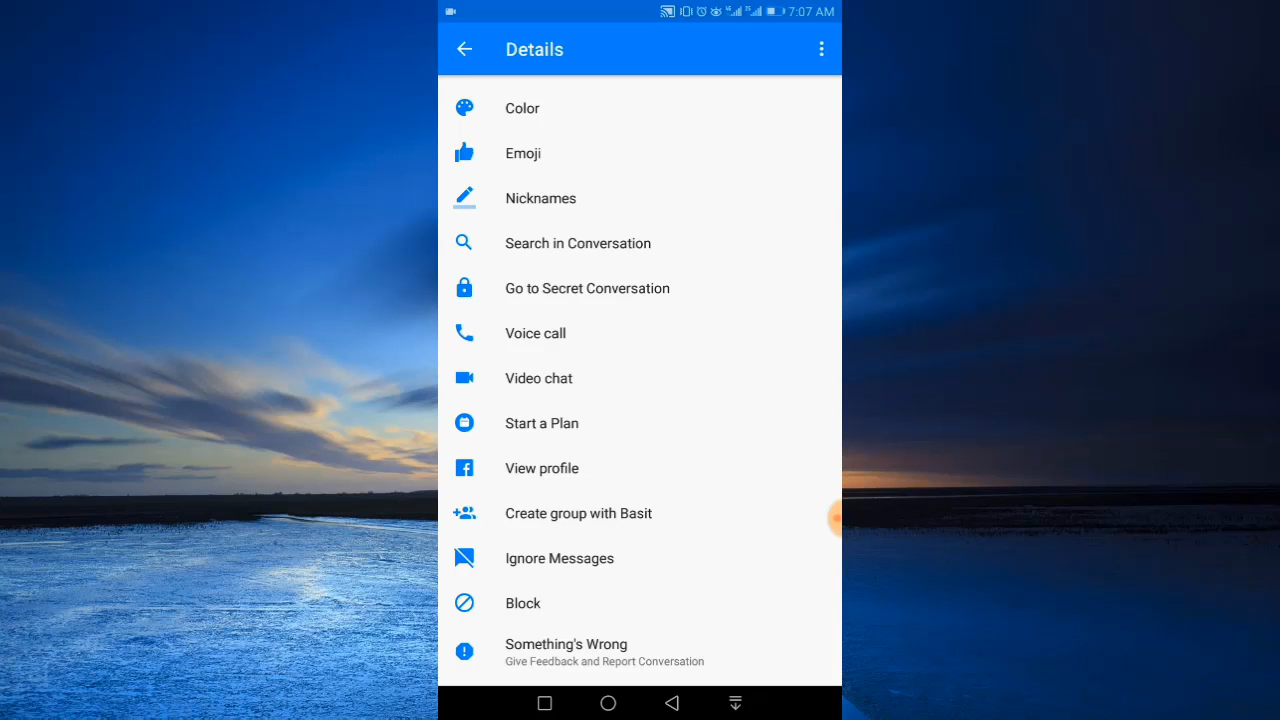 7:07 AM
Details
Color
Emoji
Nicknames
Search in Conversation
Go to Secret Conversation
Voice call
Video chat
Start a Plan
View profile
Create group with Basit
Ignore Messages
Block
Something's Wrong
Give Feedback and Report Conversation